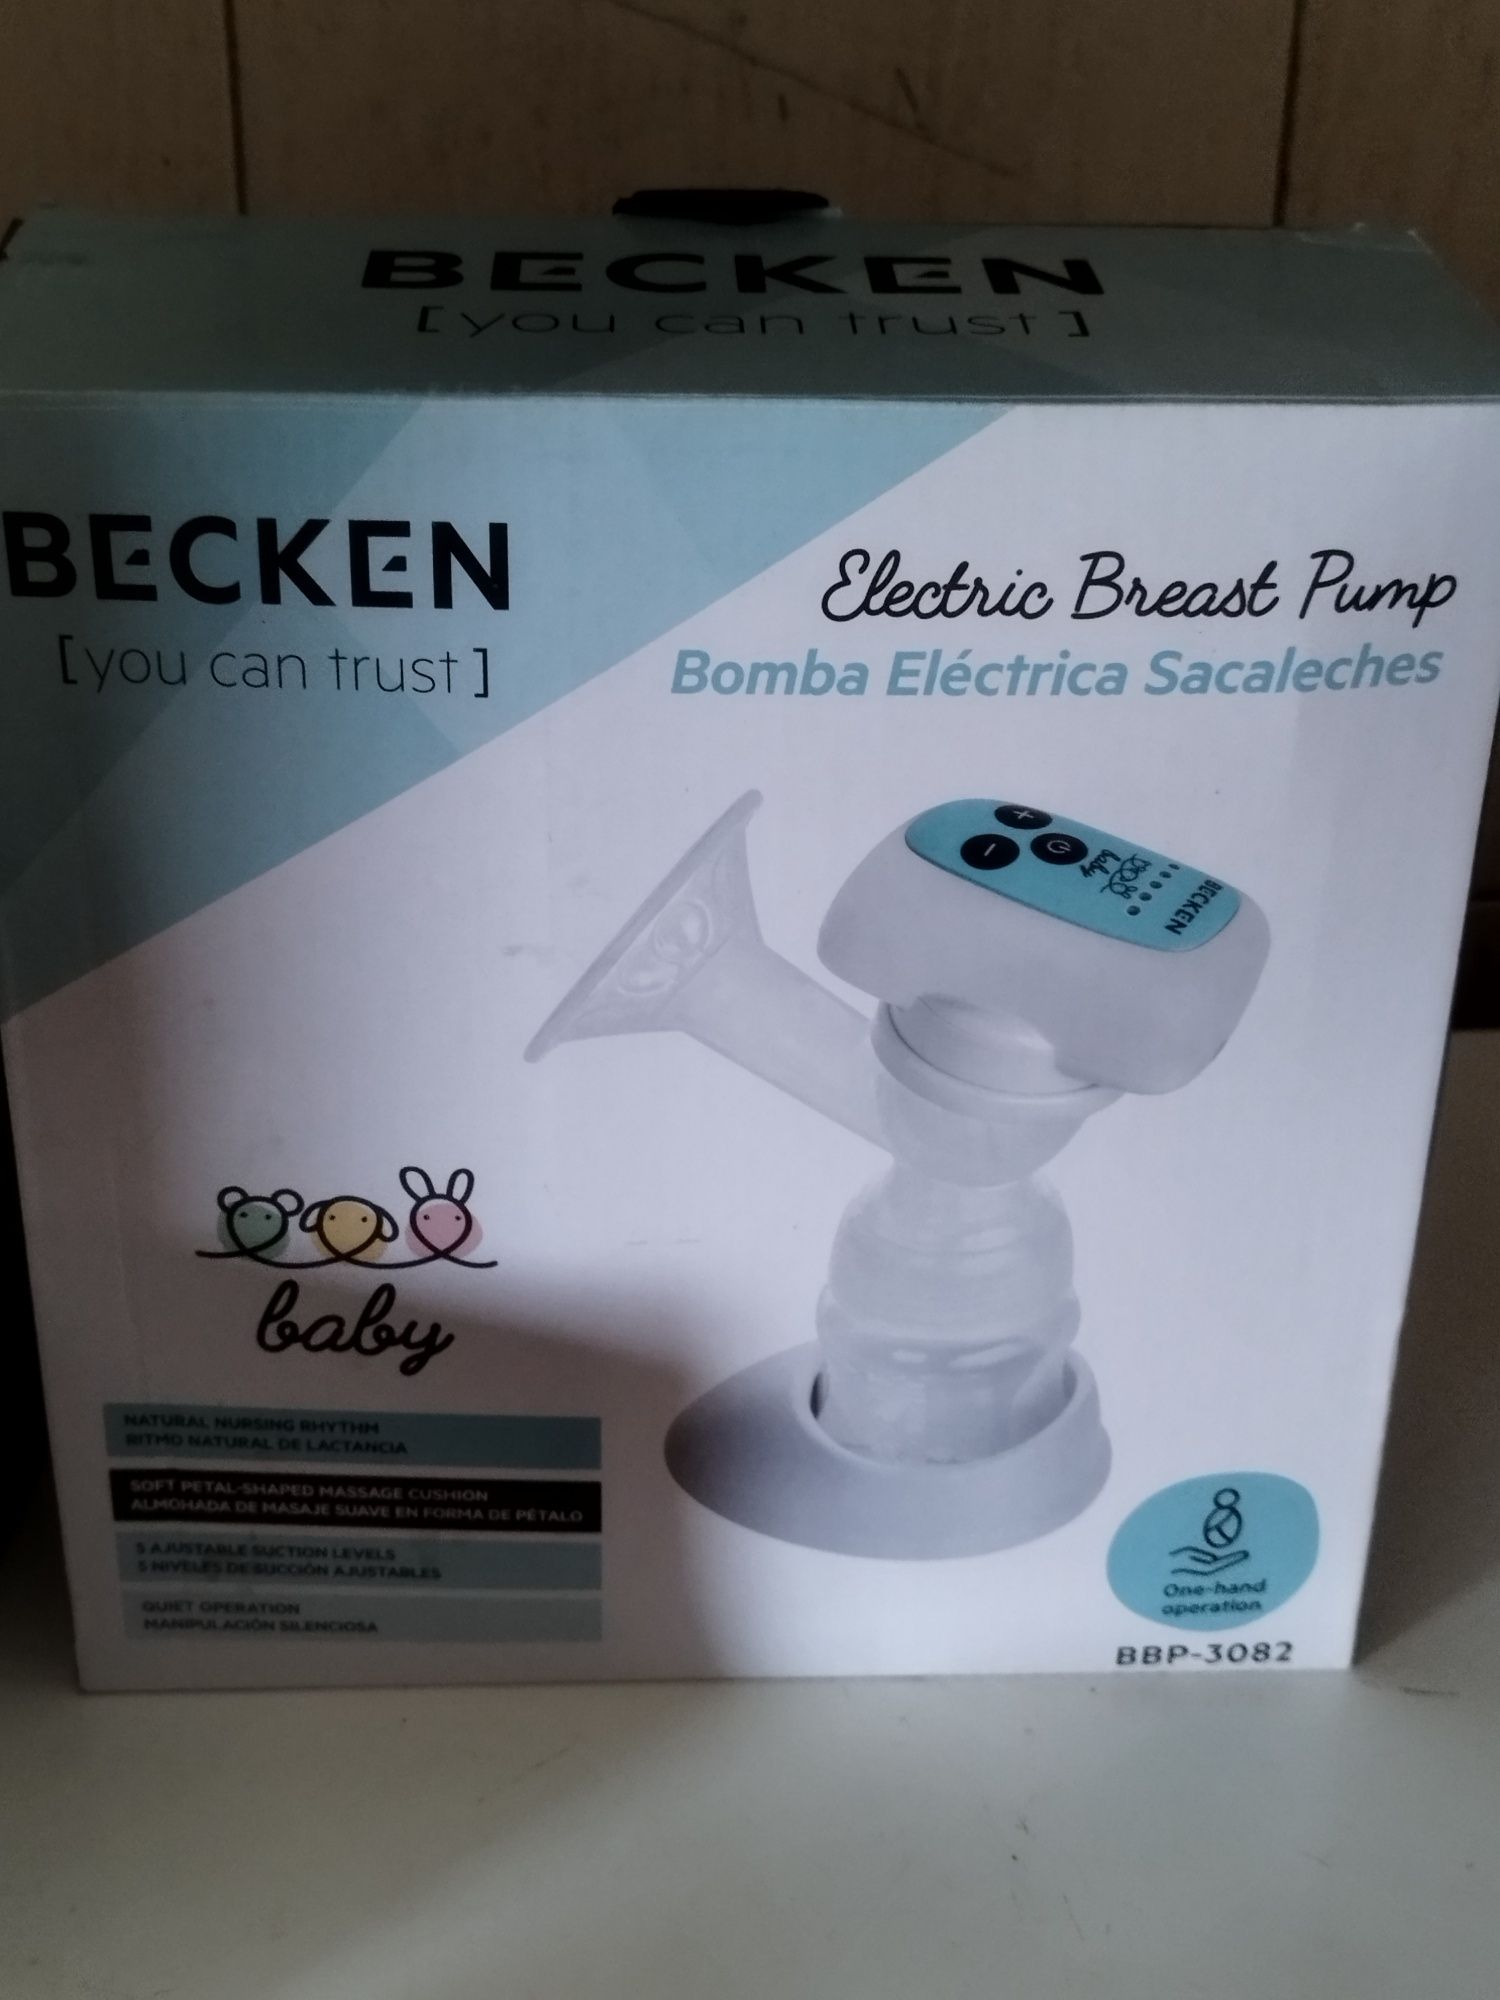 BECKEN
[you can trust]
BECKEN
[you can trust]
Electric Breast Pump
Bomba Eléctrica Sacaleches
+
-
baby
BECKEN
baby
NATURAL NURSING RHYTHM
RITMO NATURAL DE LACTANCIA
SOFT PETAL-SHAPED MASSAGE CUSHION
ALMOHADA DE MASAJE SUAVE EN FORMA DE PÉTALO
5 AJUSTABLE SUCTION LEVELS
5 NIVELES DE SUCCIÓN AJUSTABLES
QUIET OPERATION
MANIPULACIÓN SILENCIOSA
One-hand
operation
BBP-3082